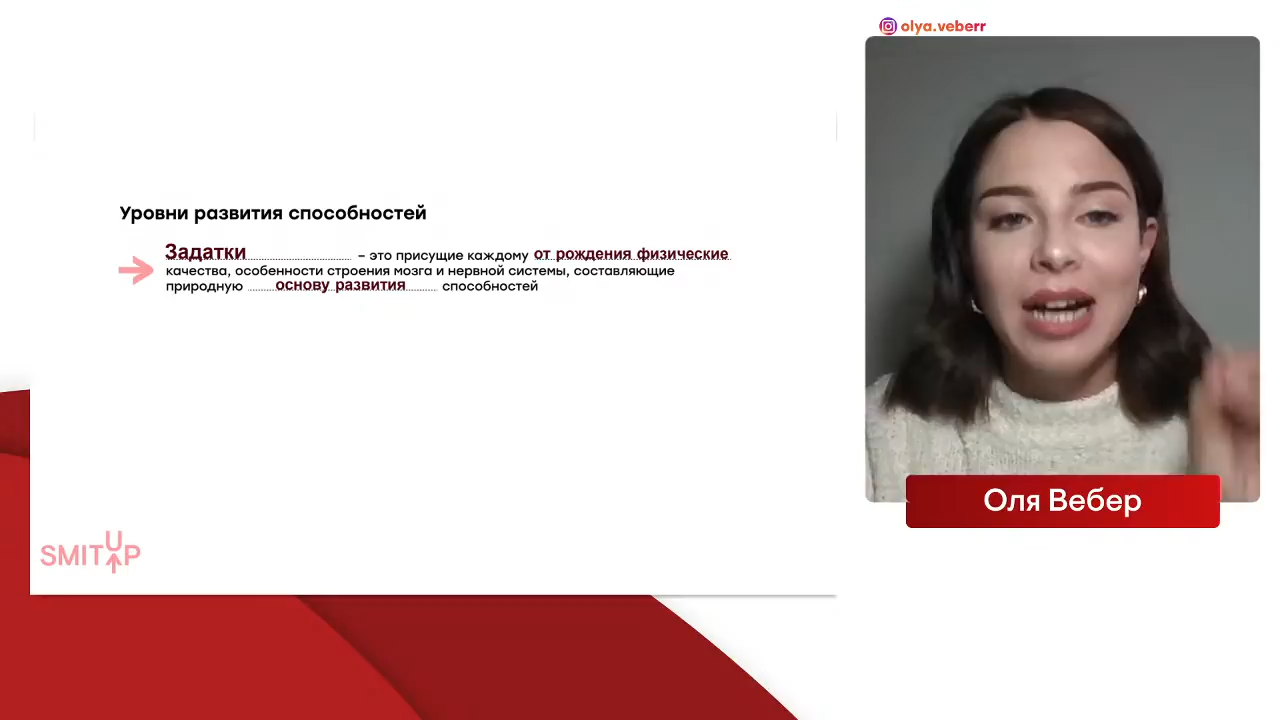 olya.veberr
Уровни развития способностей
Задатки – это присущие каждому от рождения физические
качества, особенности строения мозга и нервной системы, составляющие
природную основу развития способностей
SMITUP
Оля Вебер